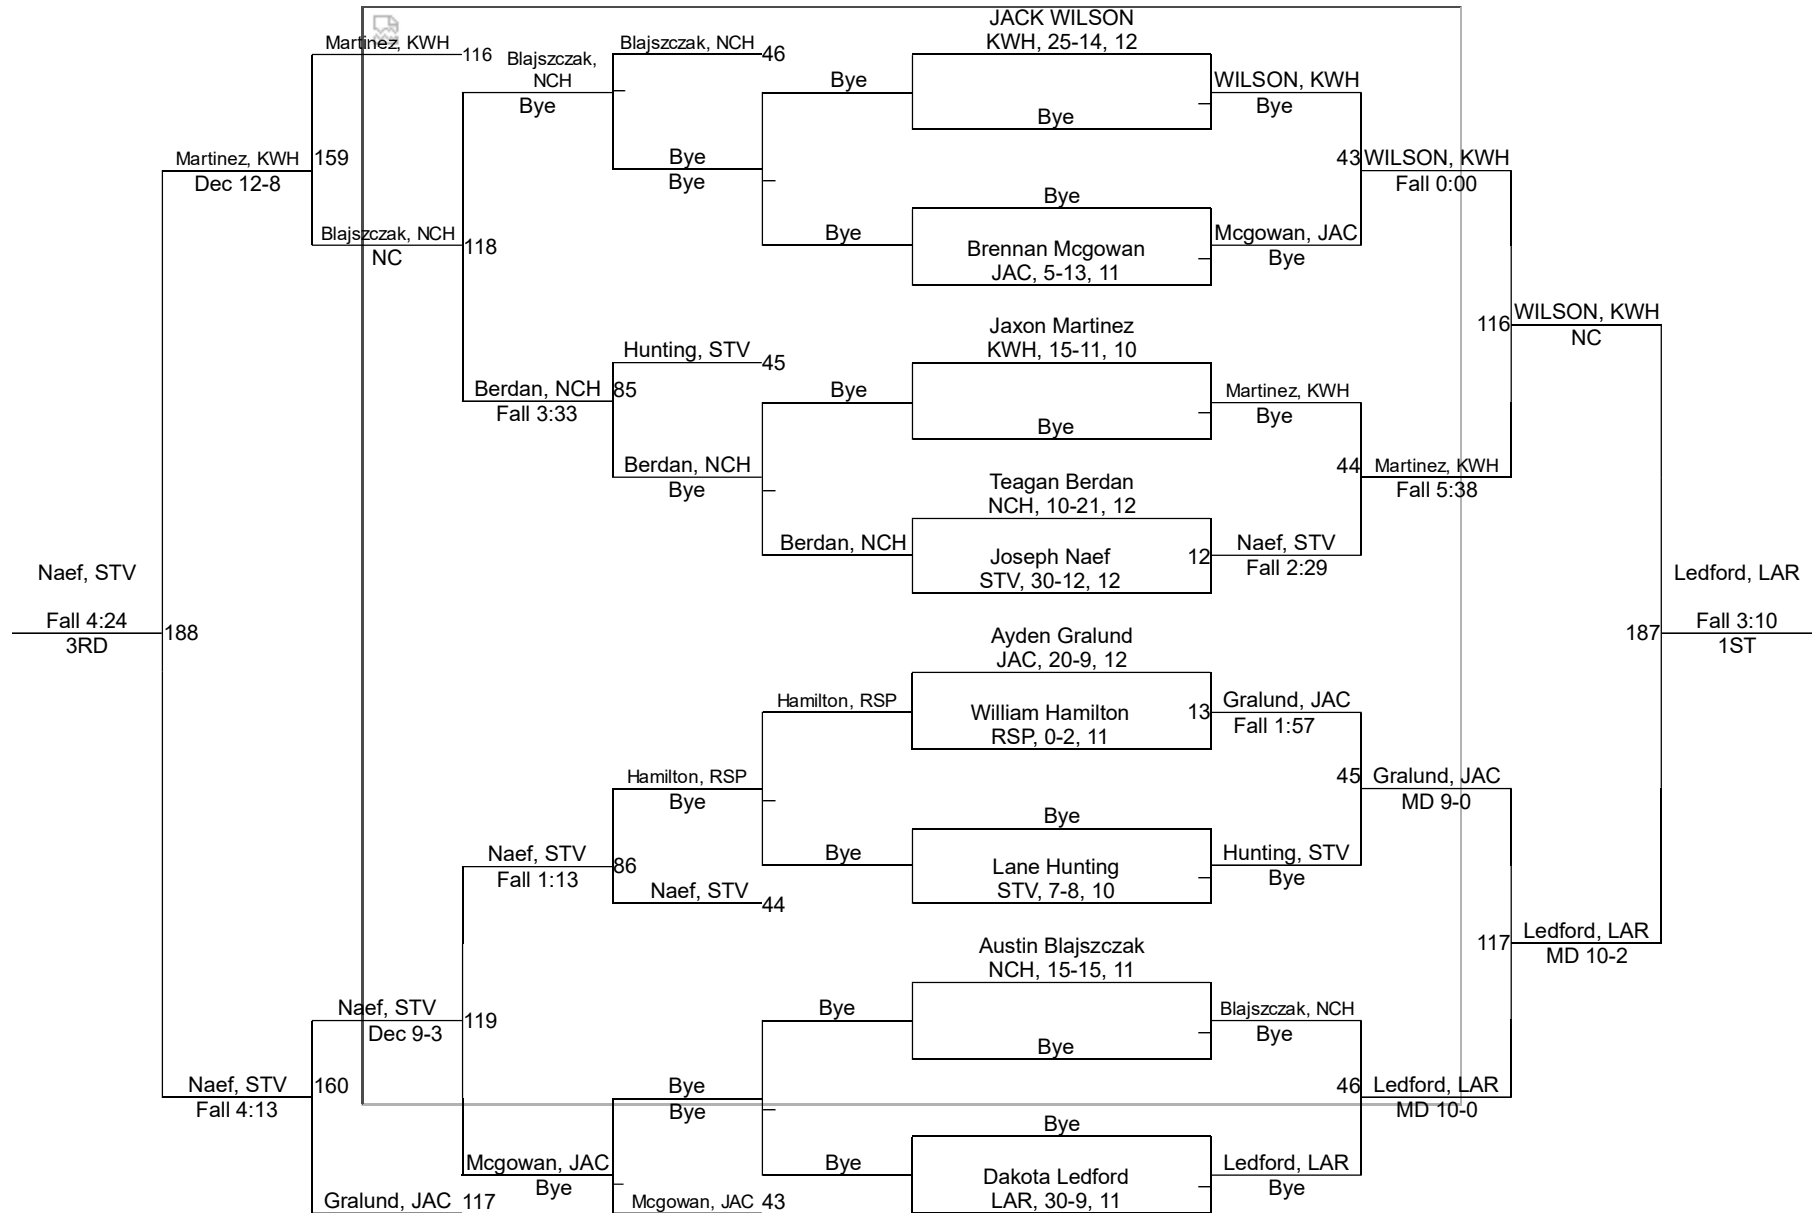 JACK WILSON
KWH, 25-14, 12
Martinez, KWH
116
Blajszczak,
NCH
Bye
Blajszczak, NCH
46
Bye
WILSON, KWH
Bye
Bye
Martinez, KWH
159
Dec 12-8
Bye
Bye
43
WILSON, KWH
Fall 0:00
Bye
Blajszczak, NCH
118
NC
Bye
Brennan Mcgowan
JAC, 5-13, 11
Mcgowan, JAC
Bye
116
WILSON, KWH
NC
Jaxon Martinez
KWH, 15-11, 10
Hunting, STV
45
Berdan, NCH
85
Fall 3:33
Bye
Martinez, KWH
Bye
Bye
Berdan, NCH
Bye
44
Martinez, KWH
Fall 5:38
Teagan Berdan
NCH, 10-21, 12
Berdan, NCH
Joseph Naef
STV, 30-12, 12
12
Naef, STV
Fall 2:29
Naef, STV
Fall 4:24
3RD
188
Ledford, LAR
187
Fall 3:10
1ST
Ayden Gralund
JAC, 20-9, 12
Hamilton, RSP
William Hamilton
RSP, 0-2, 11
13
Gralund, JAC
Fall 1:57
Hamilton, RSP
Bye
45
Gralund, JAC
MD 9-0
Bye
Naef, STV
86
Fall 1:13
Bye
Lane Hunting
STV, 7-8, 10
Hunting, STV
Bye
Naef, STV
44
117
Ledford, LAR
MD 10-2
Austin Blajszczak
NCH, 15-15, 11
Naef, STV
119
Dec 9-3
Bye
Blajszczak, NCH
Bye
Bye
Naef, STV
160
Fall 4:13
Bye
Bye
46
Ledford, LAR
MD 10-0
Bye
Mcgowan, JAC
Bye
Bye
Dakota Ledford
LAR, 30-9, 11
Ledford, LAR
Bye
Gralund, JAC
117
Mcgowan, JAC
43